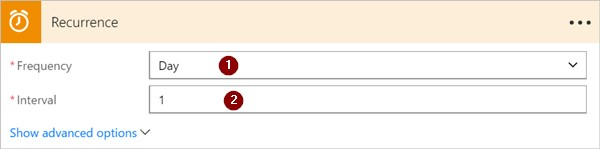 Recurrence
* Frequency Day 1
* Interval 1 2
Show advanced options